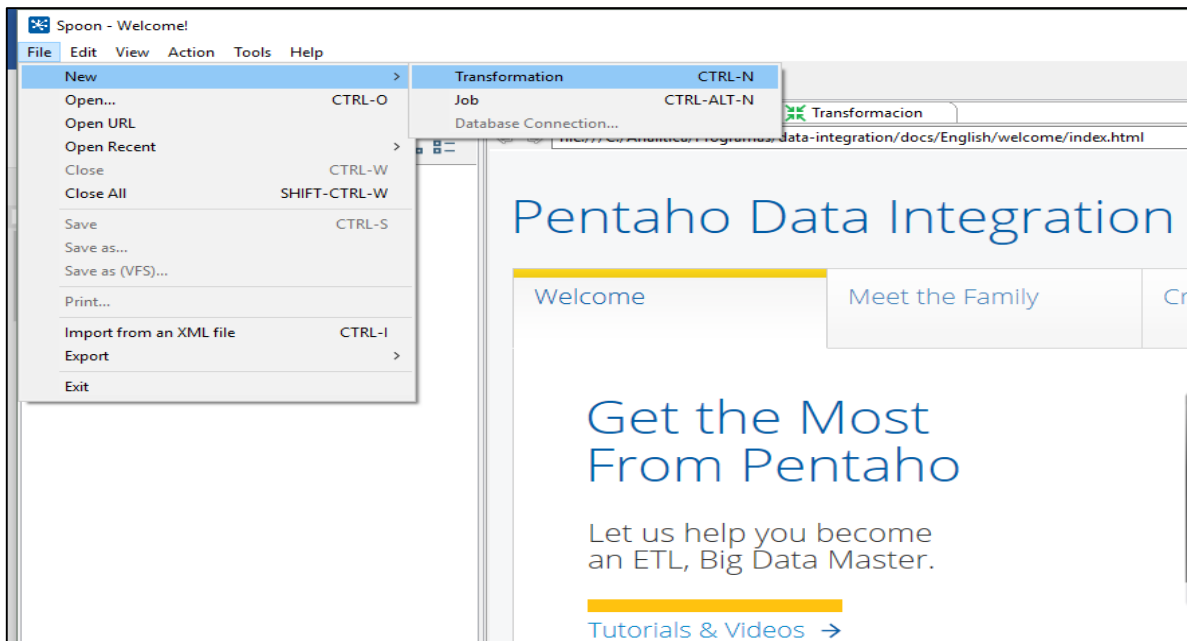 Spoon - Welcome!
File Edit View Action Tools Help
New >
Transformation CTRL-N
Open... CTRL-O
Job CTRL-ALT-N
Transformacion
Open URL
Database Connection...
data-integration/docs/English/welcome/index.html
Open Recent >
Close CTRL-W
Close All SHIFT-CTRL-W
Save CTRL-S
Save as...
Save as (VFS)...
Print...
Import from an XML file CTRL-I
Export >
Exit
Pentaho Data Integration
Welcome Meet the Family
Get the Most
From Pentaho
Let us help you become
an ETL, Big Data Master.
Tutorials & Videos →